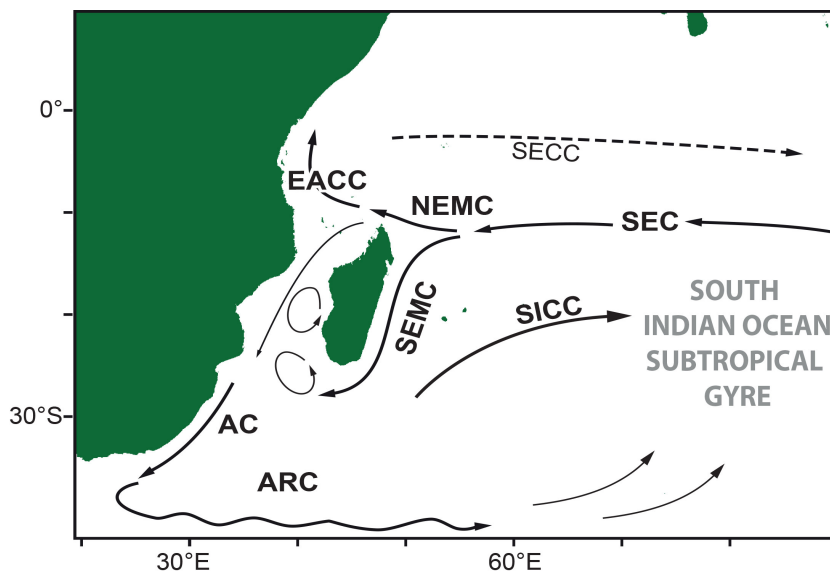 0°
SECC
EACC
NEMC
SEC
SEMC
SICC
SOUTH
INDIAN OCEAN
SUBTROPICAL
GYRE
30°S
AC
ARC
30°E
60°E